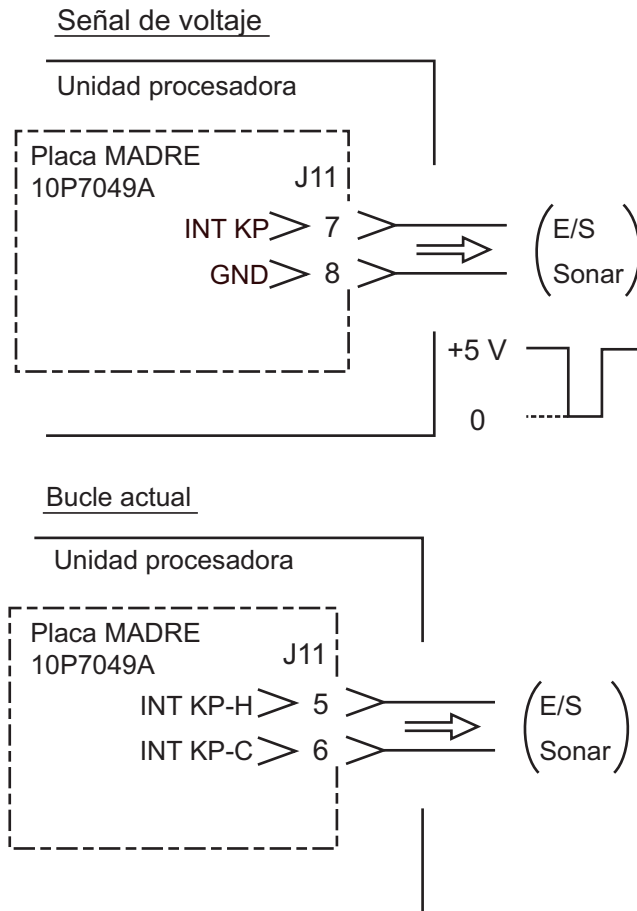 Señal de voltaje
Unidad procesadora
Placa MADRE
10P7049A
J11
INT KP 7
GND 8
E/S
Sonar
+5 V
0
Bucle actual
Unidad procesadora
Placa MADRE
10P7049A
J11
INT KP-H 5
INT KP-C 6
E/S
Sonar